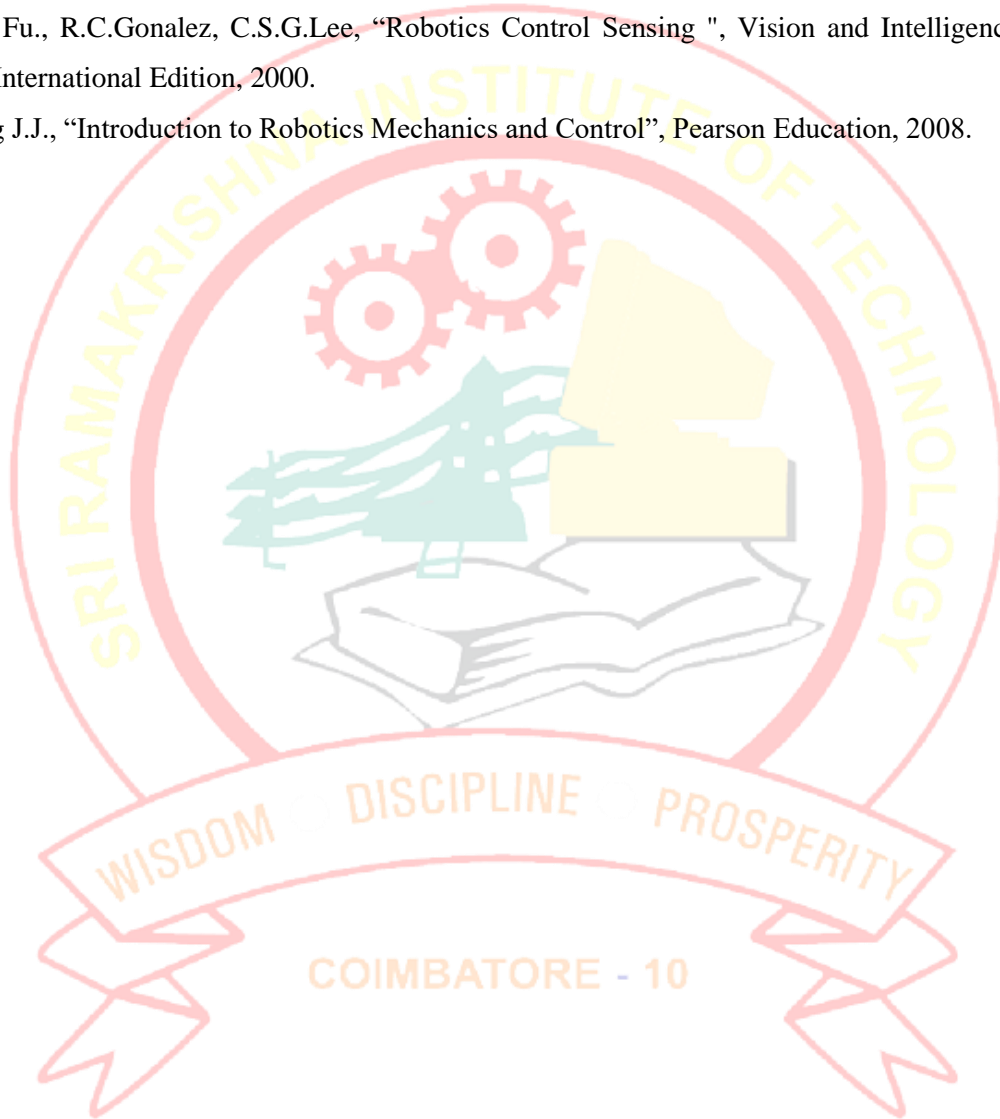 Fu., R.C.Gonalez, C.S.G.Lee, “Robotics Control Sensing ", Vision and Intelligenc
International Edition, 2000.
g J.J., “Introduction to Robotics Mechanics and Control”, Pearson Education, 2008.
SRI RAMAKRISHNA INSTITUTE OF TECHNOLOGY
WISDOM DISCIPLINE PROSPERITY
COIMBATORE - 10